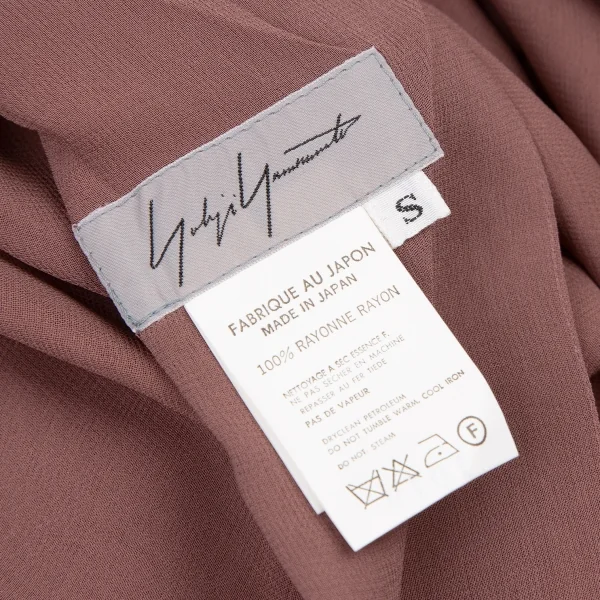 Yohji Yamamoto
S
FABRIQUE AU JAPON
MADE IN JAPAN
100% RAYONNE RAYON
NETTOYAGE A SEC ESSENCE F.
NE PAS SECHER EN MACHINE
REPASSER AU FER TIEDE
PAS DE VAPEUR
DRYCLEAN PETROLEUM
DO NOT TUMBLE WARM, COOL IRON
DO NOT STEAM
F